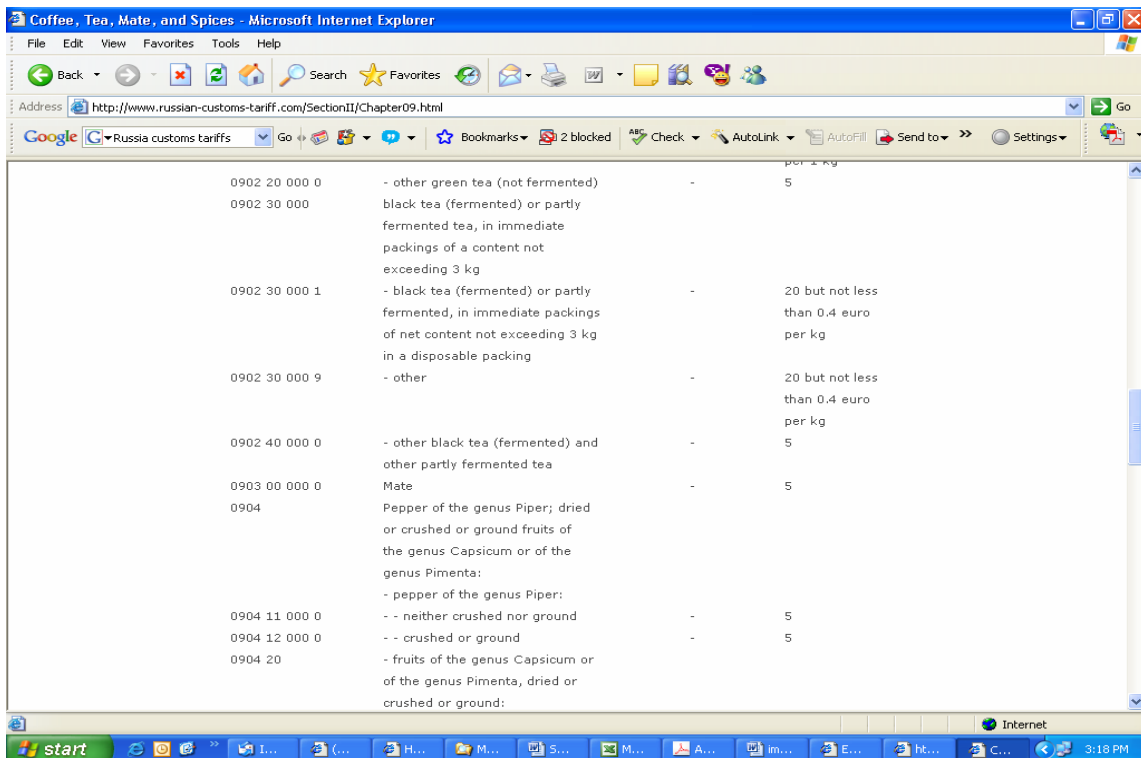 Coffee, Tea, Mate, and Spices - Microsoft Internet Explorer
File Edit View Favorites Tools Help
Back Search Favorites
Address http://www.russian-customs-tariff.com/SectionII/Chapter09.html Go
Google Russia customs tariffs Go Bookmarks 2 blocked Check AutoLink AutoFill Send to Settings
per 1 kg
0902 20 000 0 - other green tea (not fermented) - 5
0902 30 000 black tea (fermented) or partly
fermented tea, in immediate
packings of a content not
exceeding 3 kg
0902 30 000 1 - black tea (fermented) or partly - 20 but not less
fermented, in immediate packings than 0.4 euro
of net content not exceeding 3 kg per kg
in a disposable packing
0902 30 000 9 - other - 20 but not less
than 0.4 euro
per kg
0902 40 000 0 - other black tea (fermented) and - 5
other partly fermented tea
0903 00 000 0 Mate - 5
0904 Pepper of the genus Piper; dried
or crushed or ground fruits of
the genus Capsicum or of the
genus Pimenta:
- pepper of the genus Piper:
0904 11 000 0 - - neither crushed nor ground - 5
0904 12 000 0 - - crushed or ground - 5
0904 20 - fruits of the genus Capsicum or
of the genus Pimenta, dried or
crushed or ground:
Internet
start I... (... H... M... S... M... A... im... E... ht... C... 3:18 PM